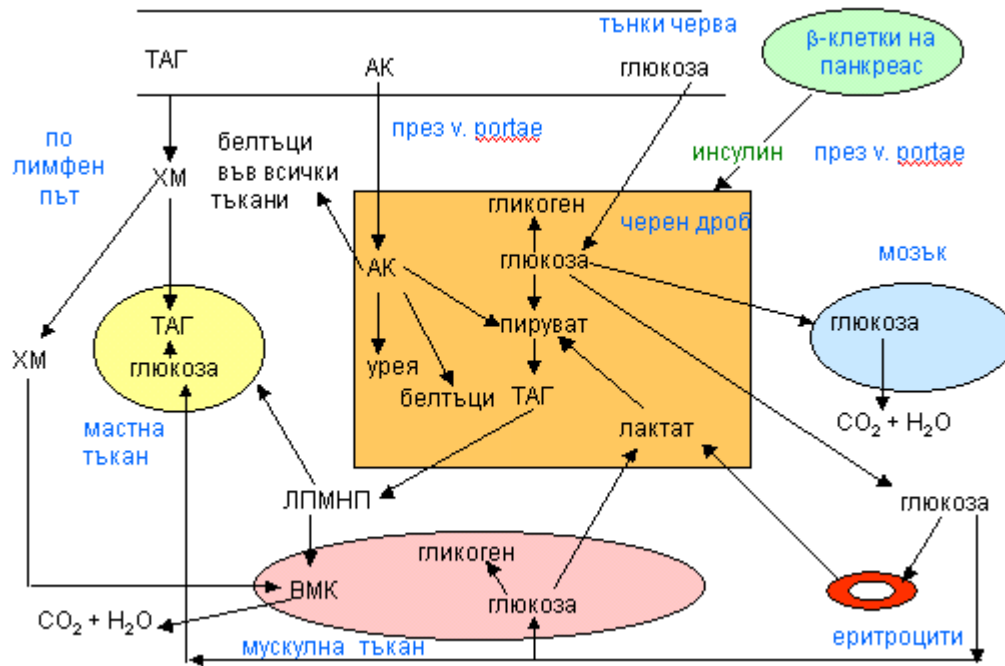 тънки черва
β-клетки на
панкреас
ТАГ
АК
глюкоза
по
лимфен
път
ХМ
белтъци
във всички
тъкани
през v. portae
инсулин
през v. portae
гликоген
черен дроб
АК
глюкоза
мозък
ТАГ
глюкоза
ХМ
пируват
глюкоза
урея
белтъци
ТАГ
мастна
тъкан
лактат
CO2 + H2O
ЛПМНП
глюкоза
гликоген
ВМК
глюкоза
CO2 + H2O
мускулна тъкан
еритроцити